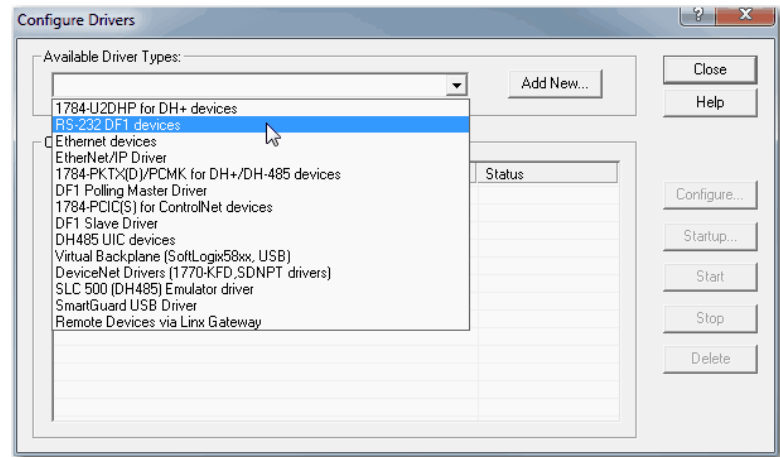 Configure Drivers
Available Driver Types:
Add New...
Close
Help
1784-U2DHP for DH+ devices
RS-232 DF1 devices
Ethernet devices
EtherNet/IP Driver
1784-PKTX(D)/PCMK for DH+/DH-485 devices
DF1 Polling Master Driver
1784-PCIC(S) for ControlNet devices
DF1 Slave Driver
DH485 UIC devices
Virtual Backplane (SoftLogix58xx, USB)
DeviceNet Drivers (1770-KFD,SDNPT drivers)
SLC 500 (DH485) Emulator driver
SmartGuard USB Driver
Remote Devices via Linx Gateway
Status
Configure...
Startup...
Start
Stop
Delete